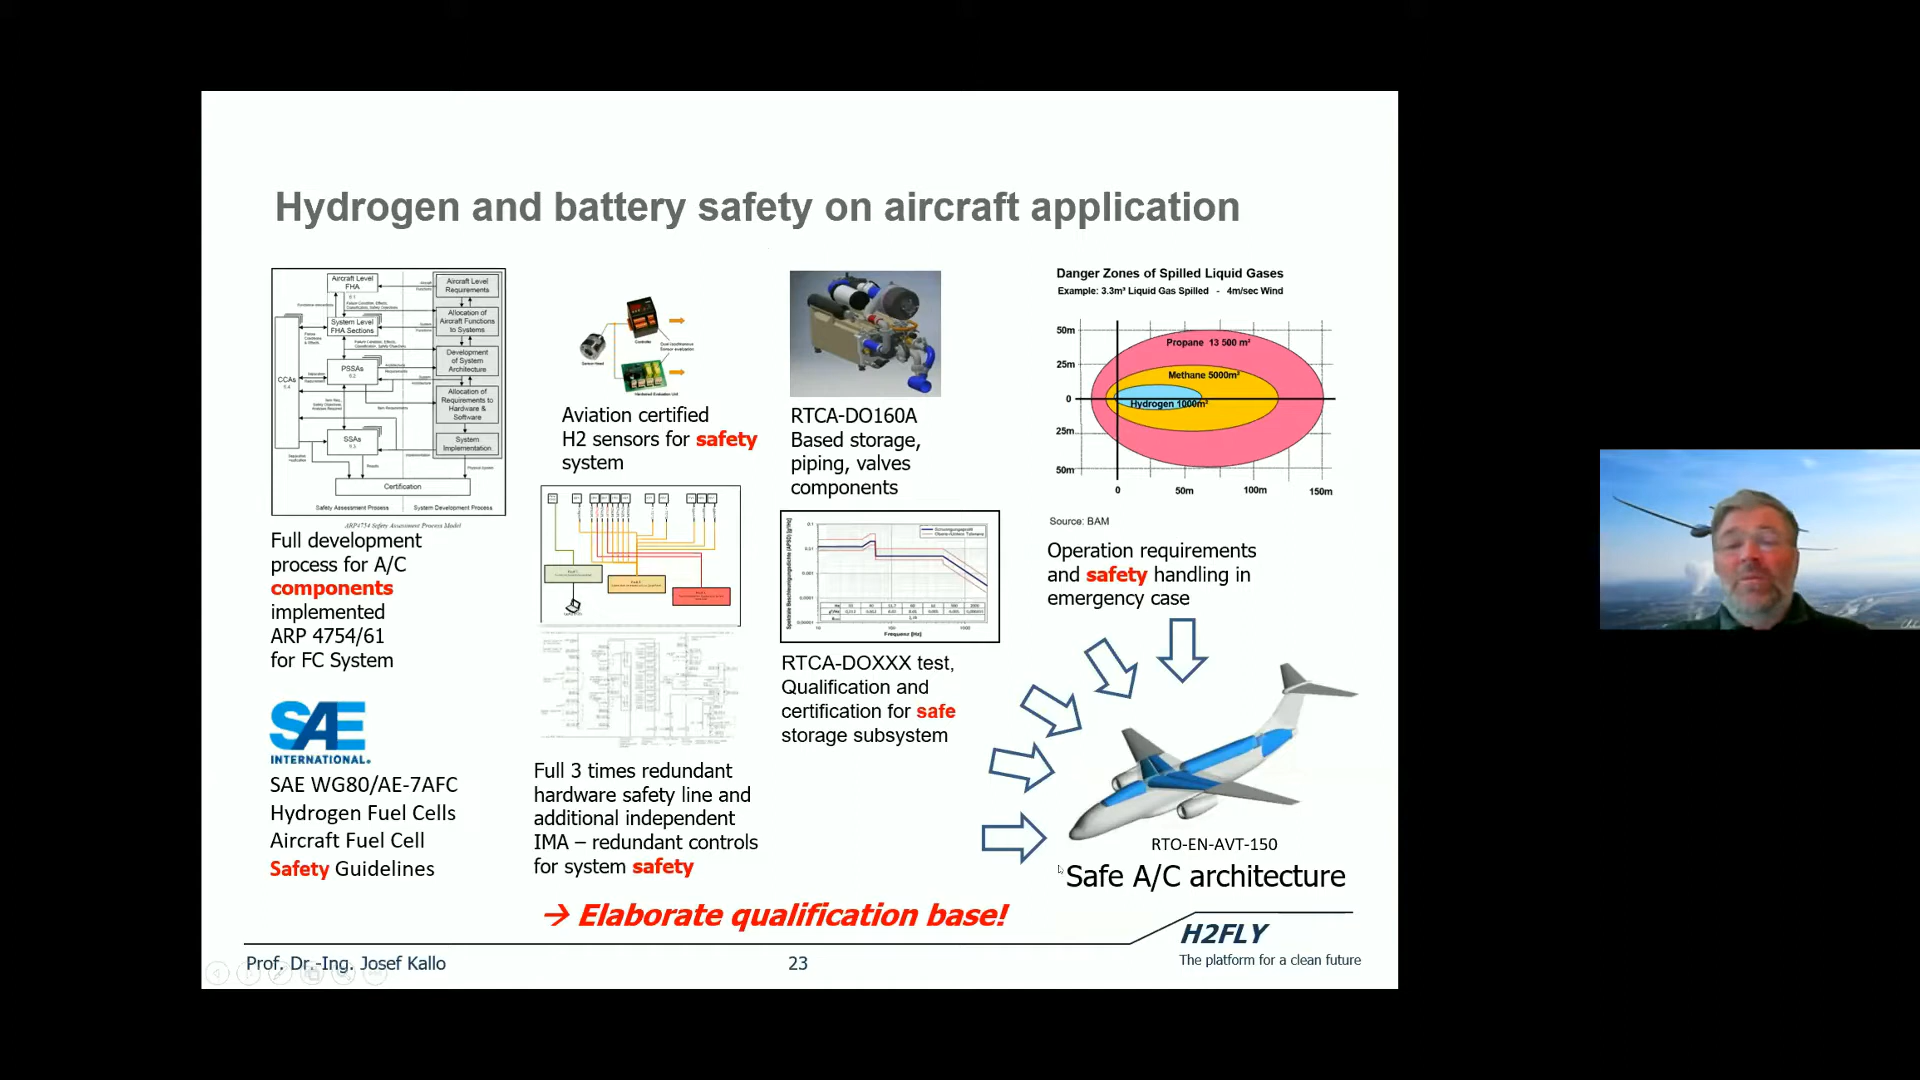 Hydrogen and battery safety on aircraft application
Aircraft Level
FHA
Aircraft Level
Requirements
System Level
FHA Sections
Allocation of
Aircraft Functions
to Systems
Development
of System
Architecture
CCAs
PSSAs
Allocation of
Requirements to
Hardware &
Software
SSAs
System
Implementation
Certification
Safety Assessment Process
System Development Process
ARP4754 Safety Assessment Process Model
Full development
process for A/C
components
implemented
ARP 4754/61
for FC System
SAE
INTERNATIONAL.
SAE WG80/AE-7AFC
Hydrogen Fuel Cells
Aircraft Fuel Cell
Safety Guidelines
Sensor Head
Controller
Aviation certified
H2 sensors for safety
system
Full 3 times redundant
hardware safety line and
additional independent
IMA – redundant controls
for system safety
RTCA-DO160A
Based storage,
piping, valves
components
Frequenz [Hz]
RTCA-DOXXX test,
Qualification and
certification for safe
storage subsystem
Danger Zones of Spilled Liquid Gases
Example: 3.3m³ Liquid Gas Spilled - 4m/sec Wind
50m
25m
0
25m
50m
Propane 13 500 m²
Methane 5000m²
Hydrogen 1000m²
0 50m 100m 150m
Source: BAM
Operation requirements
and safety handling in
emergency case
RTO-EN-AVT-150
Safe A/C architecture
→ Elaborate qualification base!
H2FLY
The platform for a clean future
Prof. Dr.-Ing. Josef Kallo
23